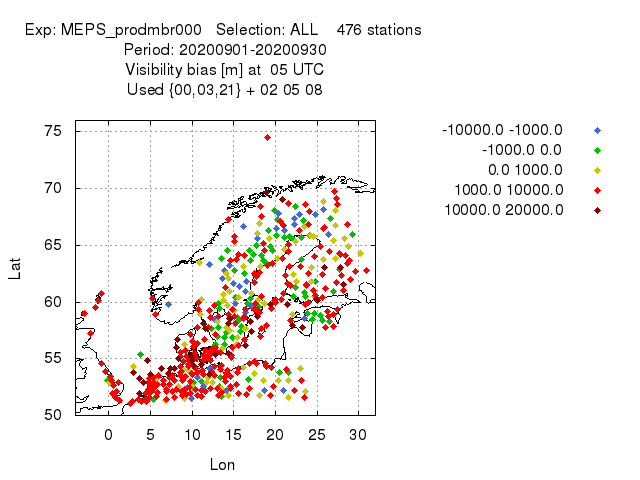 Exp: MEPS_prodmbr000 Selection: ALL 476 stations
Period: 20200901-20200930
Visibility bias [m] at 05 UTC
Used {00,03,21} + 02 05 08
-10000.0 -1000.0
-1000.0 0.0
0.0 1000.0
1000.0 10000.0
10000.0 20000.0
75
70
65
60
55
50
Lat
0 5 10 15 20 25 30
Lon